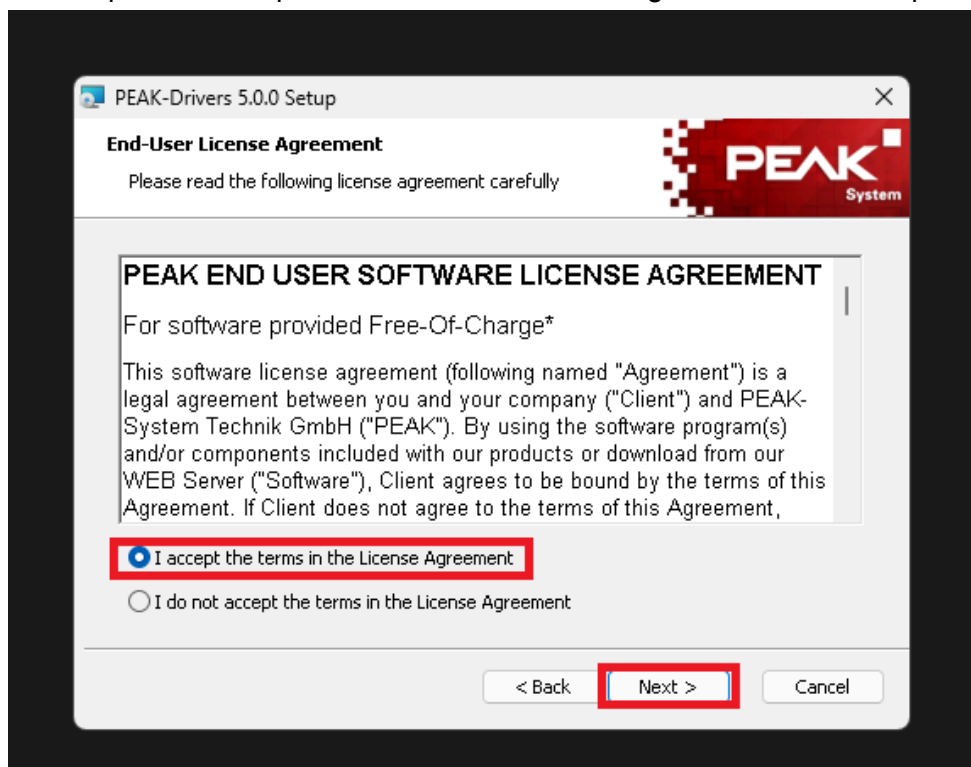 PEAK-Drivers 5.0.0 Setup
End-User License Agreement
Please read the following license agreement carefully
PEAK
System
PEAK END USER SOFTWARE LICENSE AGREEMENT
For software provided Free-Of-Charge*
This software license agreement (following named "Agreement") is a
legal agreement between you and your company ("Client") and PEAK-
System Technik GmbH ("PEAK"). By using the software program(s)
and/or components included with our products or download from our
WEB Server ("Software"), Client agrees to be bound by the terms of this
Agreement. If Client does not agree to the terms of this Agreement,
I accept the terms in the License Agreement
I do not accept the terms in the License Agreement
< Back Next > Cancel